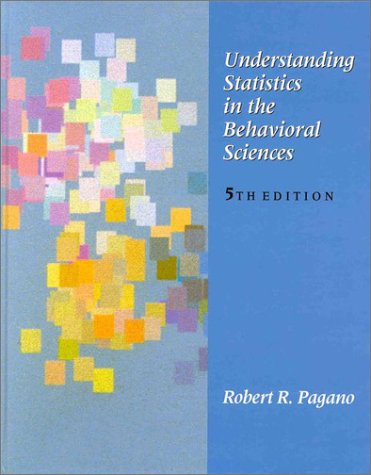 Understanding
Statistics
in the
Behavioral
Sciences
5TH EDITION
Robert R. Pagano